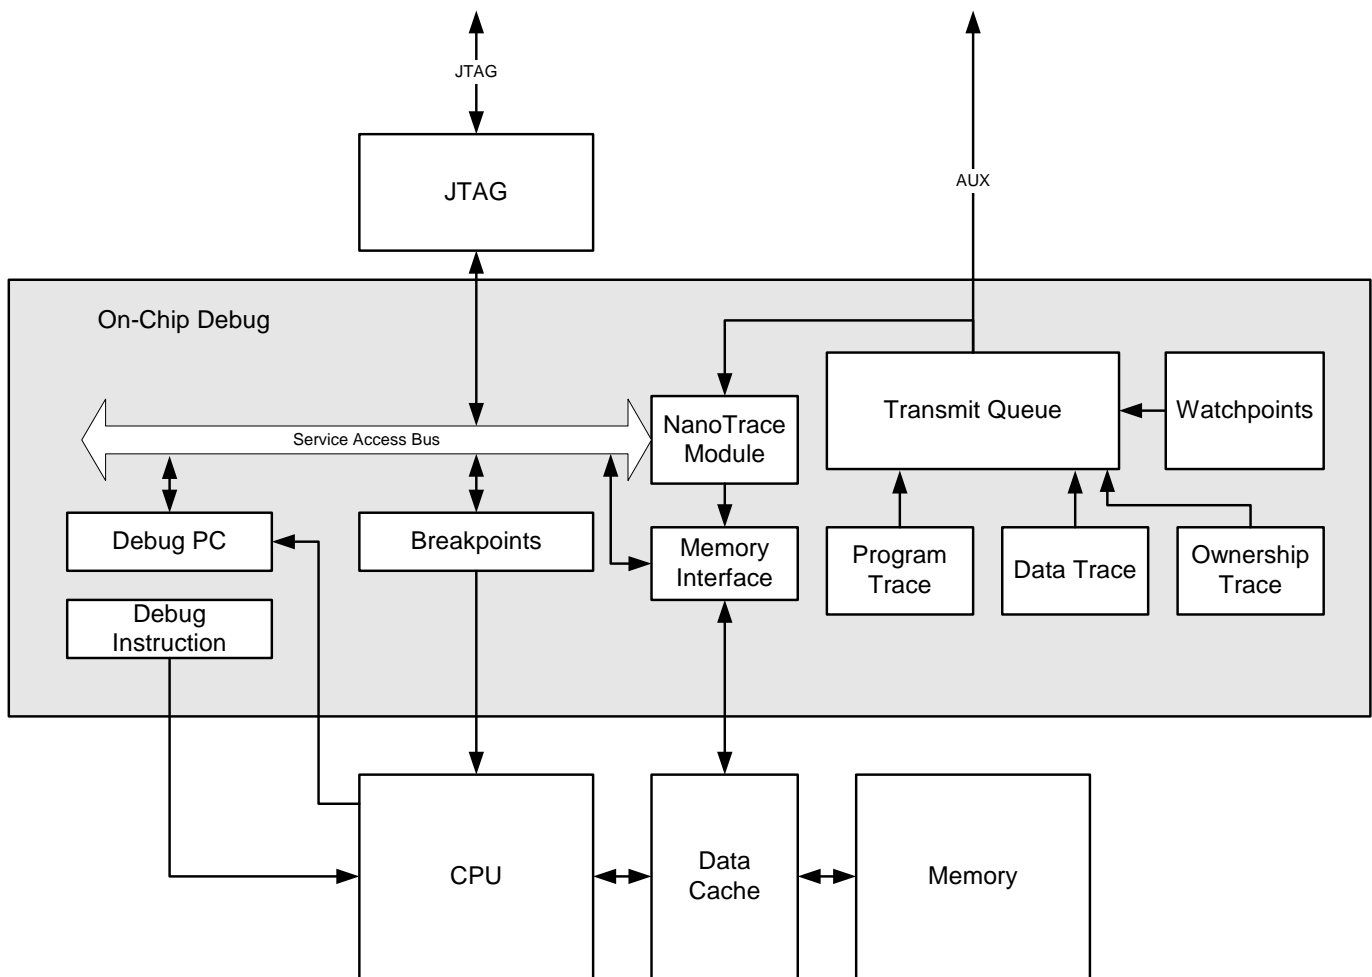 JTAG
AUX
JTAG
On-Chip Debug
Transmit Queue
Watchpoints
NanoTrace
Module
Service Access Bus
Debug PC
Breakpoints
Memory
Interface
Program
Trace
Data Trace
Ownership
Trace
Debug
Instruction
CPU
Data
Cache
Memory